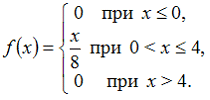 0 при x ≤ 0,
f(x) = { x/8 при 0 < x ≤ 4,
0 при x > 4.